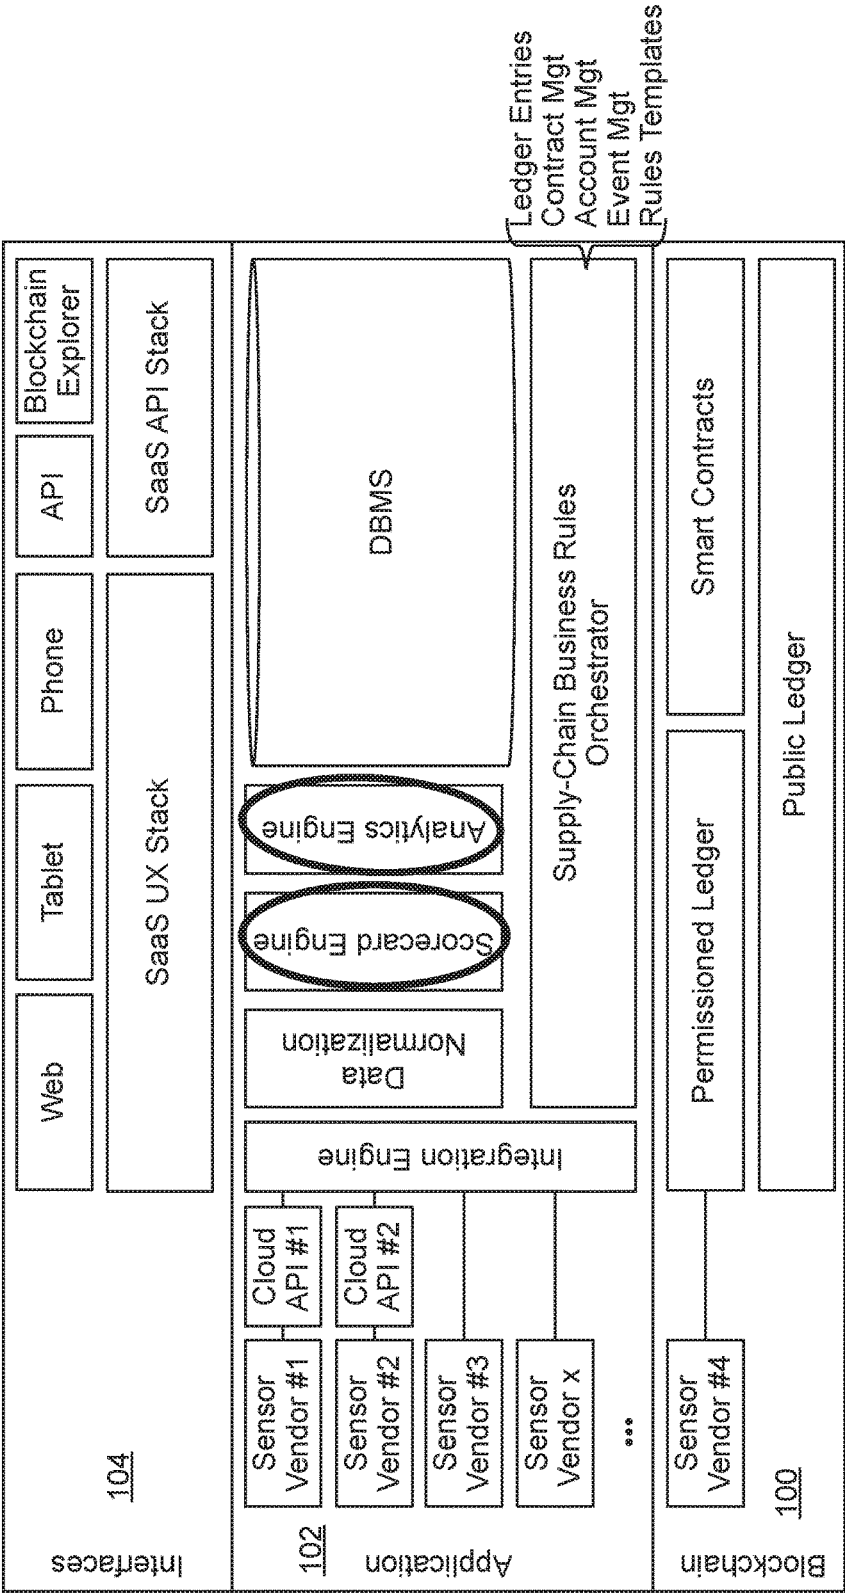 Interfaces
104
Web
Tablet
Phone
API
Blockchain
Explorer
SaaS UX Stack
SaaS API Stack
Application
102
Sensor
Vendor #1
Cloud
API #1
Sensor
Vendor #2
Cloud
API #2
Sensor
Vendor #3
Sensor
Vendor x
...
Integration Engine
Data
Normalization
Scorecard Engine
Analytics Engine
DBMS
Supply-Chain Business Rules
Orchestrator
Ledger Entries
Contract Mgt
Account Mgt
Event Mgt
Rules Templates
Blockchain
100
Sensor
Vendor #4
Permissioned Ledger
Smart Contracts
Public Ledger